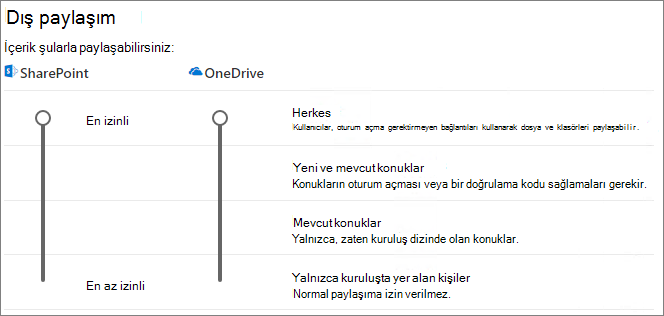 Dış paylaşım
İçerik şularla paylaşabilirsiniz:
SharePoint
OneDrive
En izinli
Herkes
Kullanıcılar, oturum açma gerektirmeyen bağlantıları kullanarak dosya ve klasörleri paylaşabilir.
Yeni ve mevcut konuklar
Konukların oturum açması veya bir doğrulama kodu sağlamaları gerekir.
Mevcut konuklar
Yalnızca, zaten kuruluş dizinde olan konuklar.
En az izinli
Yalnızca kuruluşta yer alan kişiler
Normal paylaşıma izin verilmez.